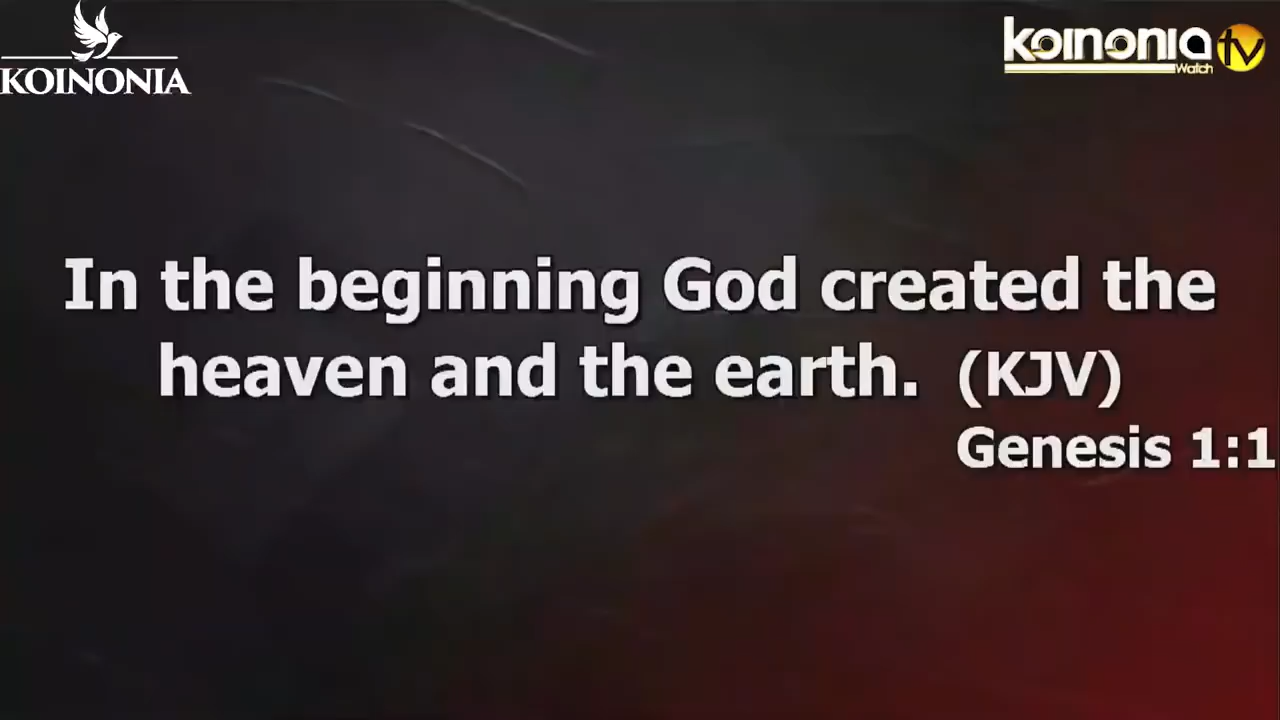 KOINONIA
koinonia tv
Watch
In the beginning God created the
heaven and the earth. (KJV)
Genesis 1:1